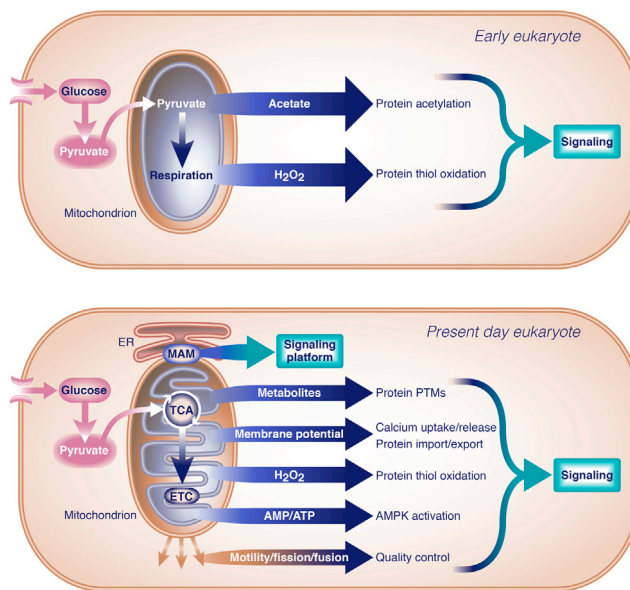 Early eukaryote
Glucose
Pyruvate
Pyruvate
Acetate
Protein acetylation
Signaling
Respiration
H₂O₂
Protein thiol oxidation
Mitochondrion
Present day eukaryote
ER
MAM
Signaling
platform
Glucose
Pyruvate
TCA
Metabolites
Protein PTMs
Membrane potential
Calcium uptake/release
Protein import/export
H₂O₂
Protein thiol oxidation
Signaling
ETC
Mitochondrion
AMP/ATP
AMPK activation
Motility/fission/fusion
Quality control